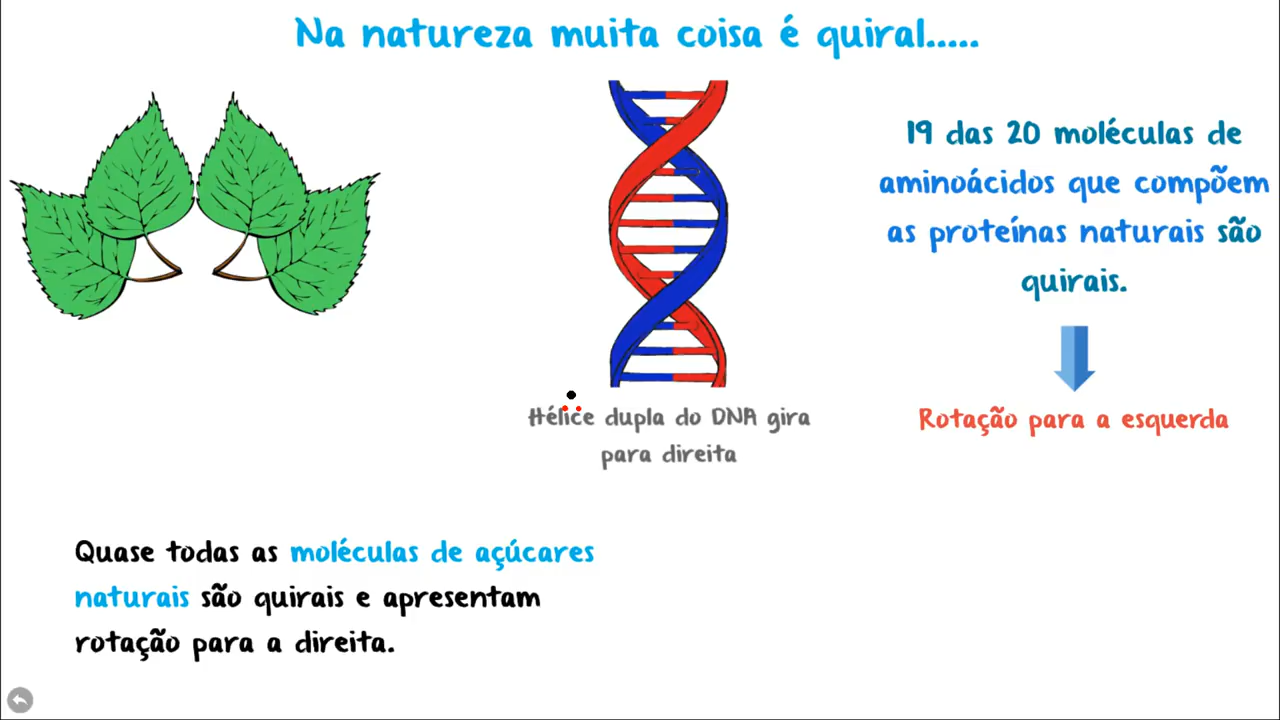 Na natureza muita coisa é quiral.....
19 das 20 moléculas de
aminoácidos que compõem
as proteínas naturais são
quirais.
Rotação para a esquerda
Hélice dupla do DNA gira
para direita
Quase todas as moléculas de açúcares
naturais são quirais e apresentam
rotação para a direita.